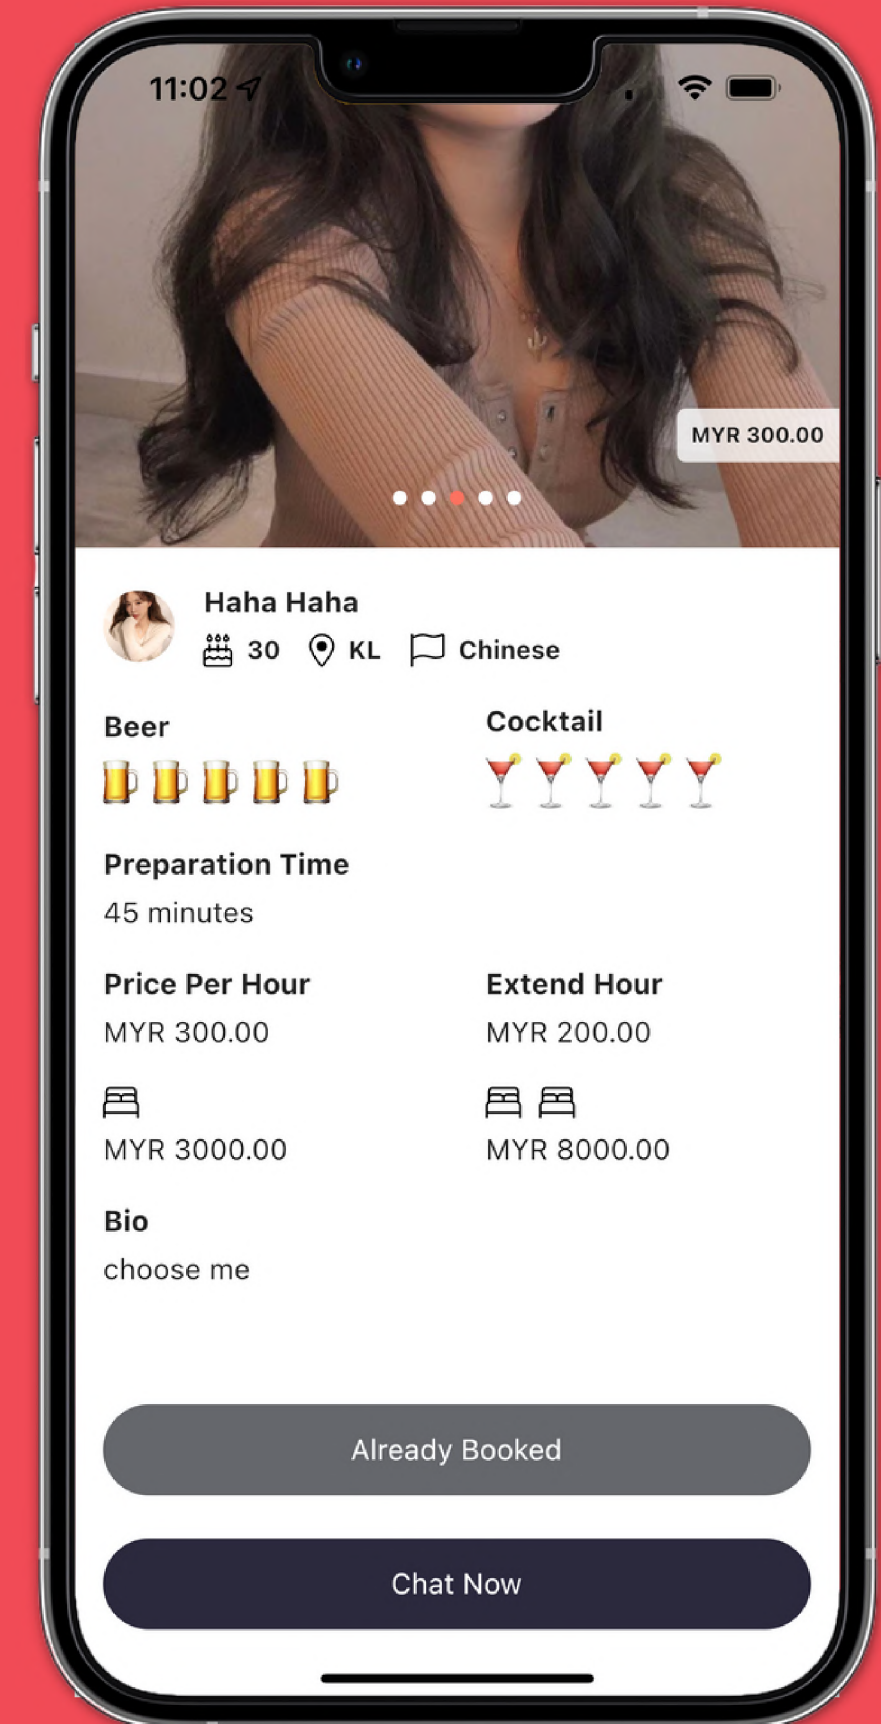 11:02
MYR 300.00
Haha Haha
30 KL Chinese
Beer Cocktail
Preparation Time
45 minutes
Price Per Hour Extend Hour
MYR 300.00 MYR 200.00
MYR 3000.00 MYR 8000.00
Bio
choose me
Already Booked
Chat Now